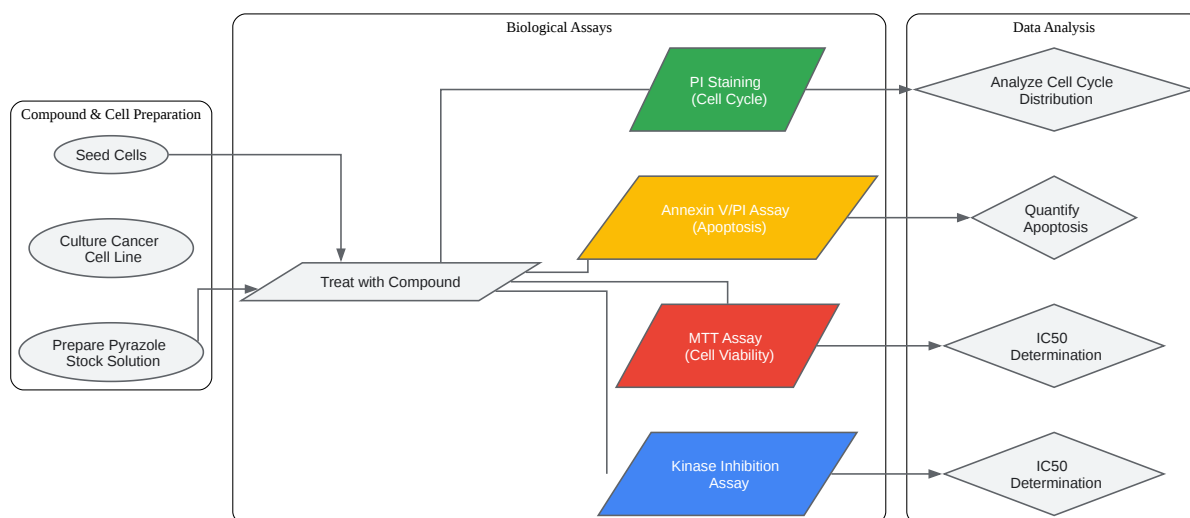 Compound & Cell Preparation
Seed Cells
Culture Cancer
Cell Line
Prepare Pyrazole
Stock Solution
Biological Assays
Treat with Compound
PI Staining
(Cell Cycle)
Annexin V/PI Assay
(Apoptosis)
MTT Assay
(Cell Viability)
Kinase Inhibition
Assay
Data Analysis
Analyze Cell Cycle
Distribution
Quantify
Apoptosis
IC50
Determination
IC50
Determination